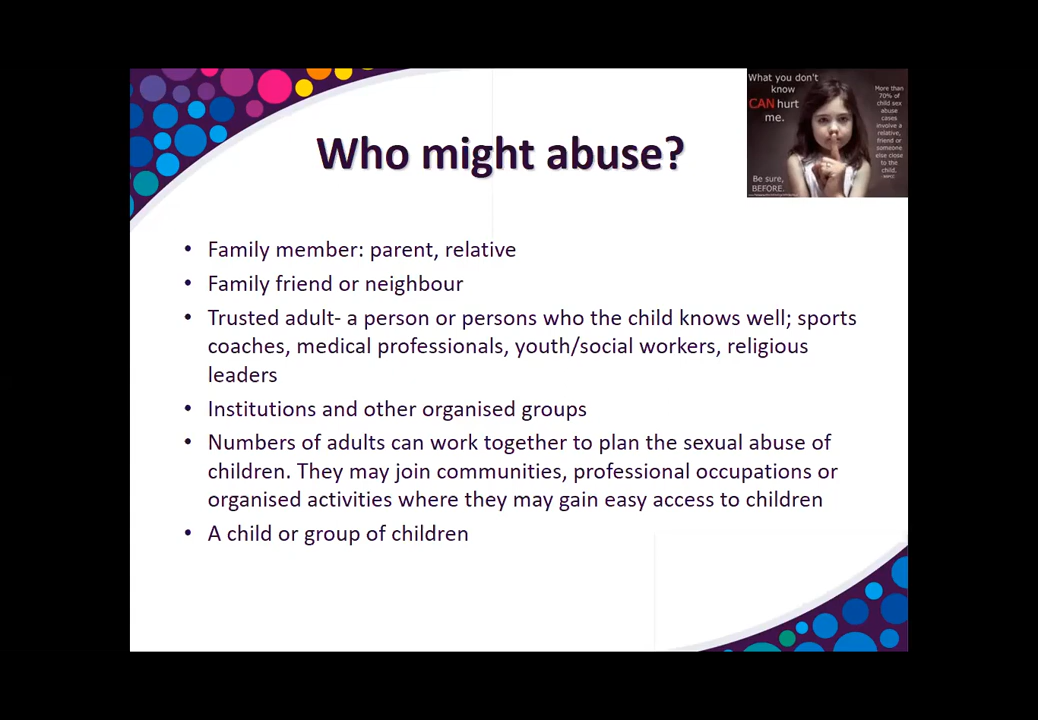 Who might abuse?
What you don't
know
CAN hurt
me.
Be sure,
BEFORE.
More than
70% of
child sex
abuse
cases
involve a
relative,
friend or
someone
else close
to the
child.
• Family member: parent, relative
• Family friend or neighbour
• Trusted adult- a person or persons who the child knows well; sports
coaches, medical professionals, youth/social workers, religious
leaders
• Institutions and other organised groups
• Numbers of adults can work together to plan the sexual abuse of
children. They may join communities, professional occupations or
organised activities where they may gain easy access to children
• A child or group of children